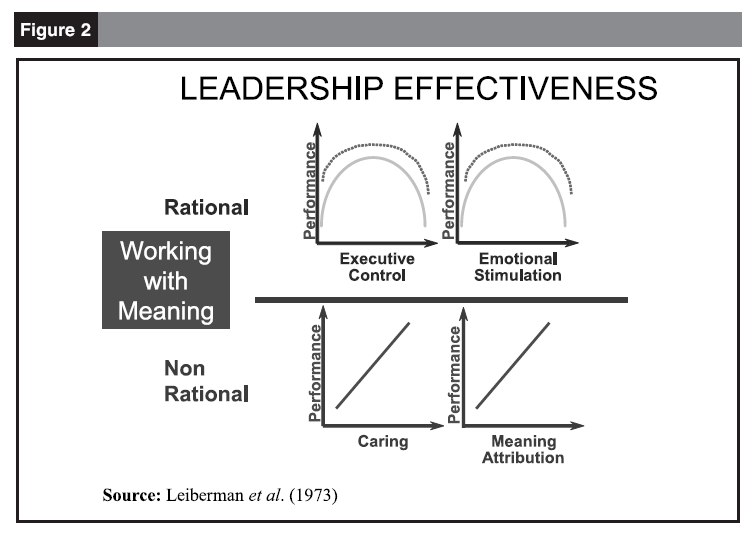 Figure 2
LEADERSHIP EFFECTIVENESS
Rational
Performance
Executive
Control
Performance
Emotional
Stimulation
Working
with
Meaning
Non
Rational
Performance
Caring
Performance
Meaning
Attribution
Source: Leiberman et al. (1973)